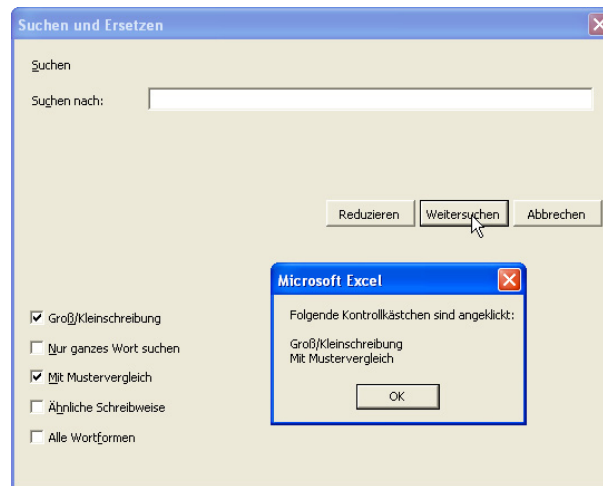 Suchen und Ersetzen
Suchen
Suchen nach:
Reduzieren Weitersuchen Abbrechen
Microsoft Excel
Folgende Kontrollkästchen sind angeklickt:
Groß/Kleinschreibung
Mit Mustervergleich
OK
Groß/Kleinschreibung
Nur ganzes Wort suchen
Mit Mustervergleich
Ähnliche Schreibweise
Alle Wortformen